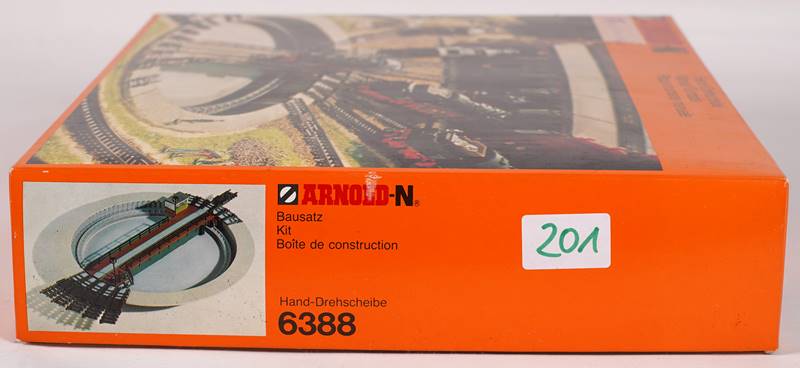 ARNOLD-N®
Bausatz
Kit
Boîte de construction
201
Hand-Drehscheibe
6388